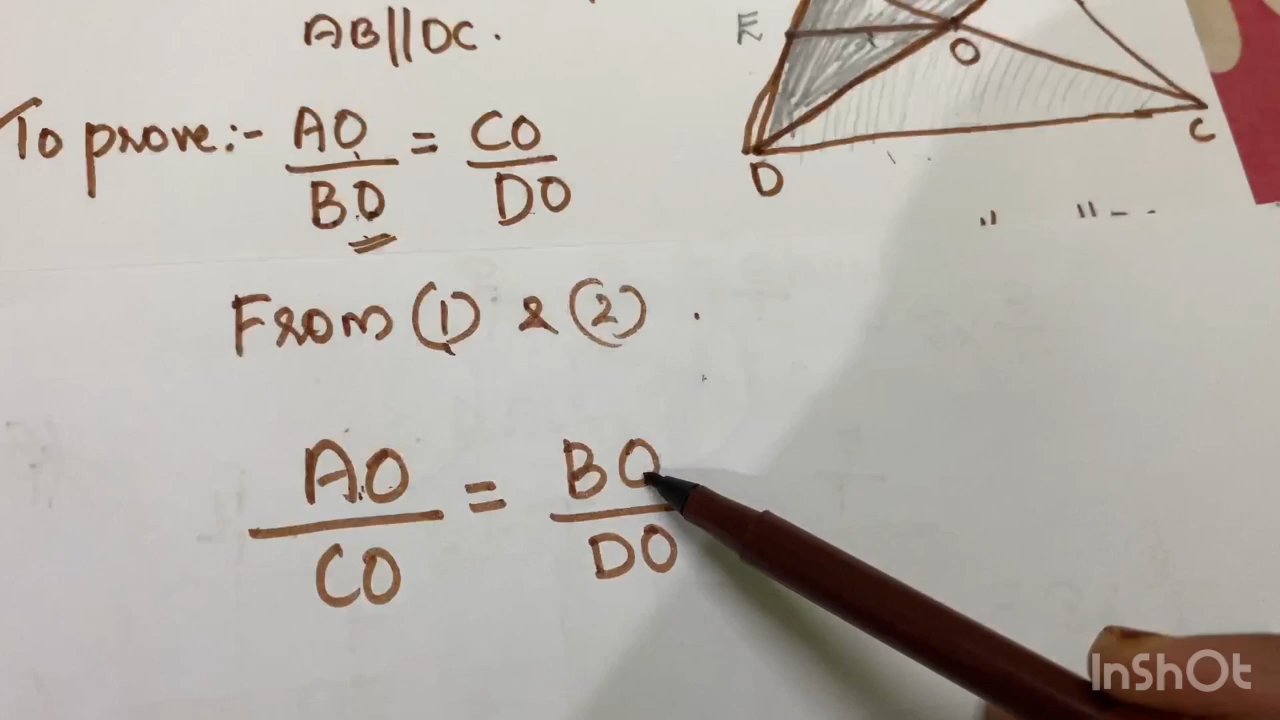 AB||DC.
E
O
To prove:- AO/BO = CO/DO
D
C
From (1) & (2).
AO/CO = BO/DO
InShOt